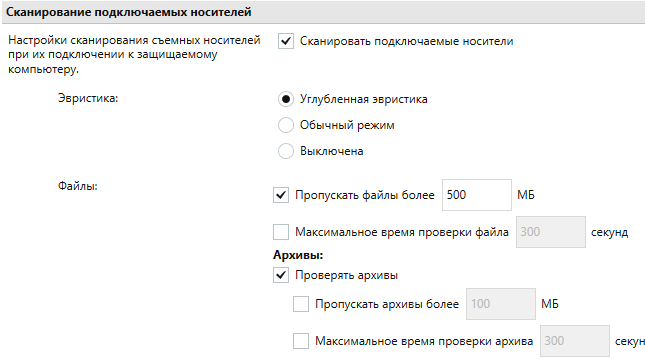 Сканирование подключаемых носителей
Настройки сканирования съемных носителей
при их подключении к защищаемому
компьютеру.
Сканировать подключаемые носители
Эвристика:
Углубленная эвристика
Обычный режим
Выключена
Файлы:
Пропускать файлы более 500 МБ
Максимальное время проверки файла 300 секунд
Архивы:
Проверять архивы
Пропускать архивы более 100 МБ
Максимальное время проверки архива 300 секун